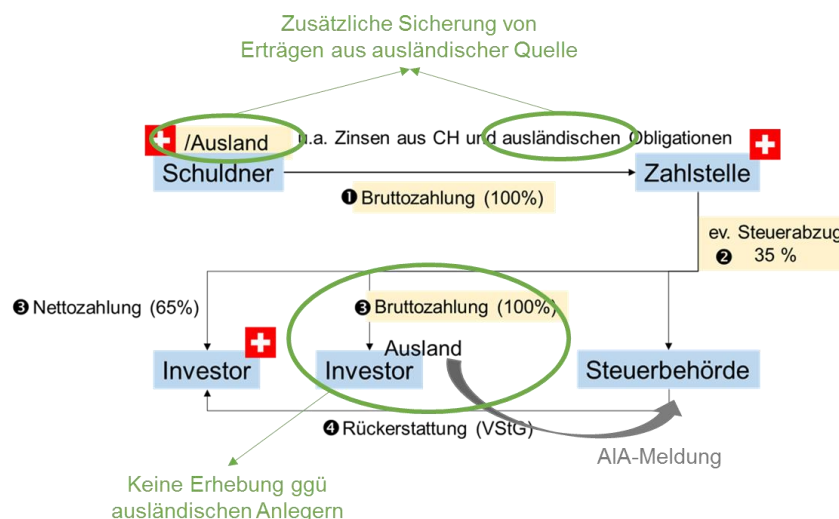 Zusätzliche Sicherung von
Erträgen aus ausländischer Quelle
/Ausland
u.a. Zinsen aus CH und ausländischen Obligationen
Schuldner
Zahlstelle
❶ Bruttozahlung (100%)
ev. Steuerabzug
❷ 35 %
❸ Nettozahlung (65%)
❸ Bruttozahlung (100%)
Ausland
Investor
Investor
Steuerbehörde
❹ Rückerstattung (VStG)
AIA-Meldung
Keine Erhebung ggü
ausländischen Anlegern